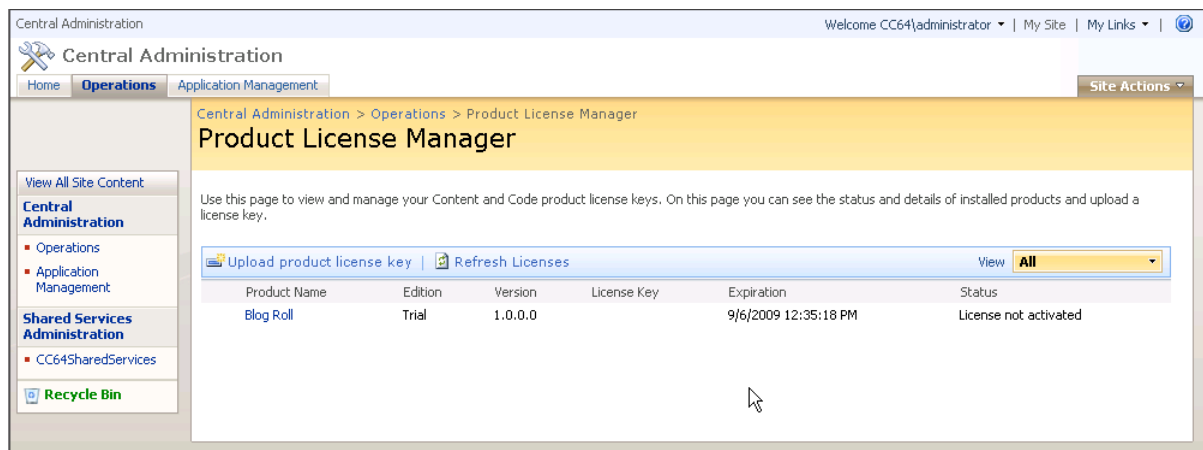 Central Administration
Welcome CC64\administrator | My Site | My Links |
Central Administration
Home Operations Application Management Site Actions
Central Administration > Operations > Product License Manager
Product License Manager
View All Site Content
Central
Administration
Operations
Application
Management
Shared Services
Administration
CC64SharedServices
Recycle Bin
Use this page to view and manage your Content and Code product license keys. On this page you can see the status and details of installed products and upload a
license key.
Upload product license key | Refresh Licenses View All
Product Name Edition Version License Key Expiration Status
Blog Roll Trial 1.0.0.0 9/6/2009 12:35:18 PM License not activated